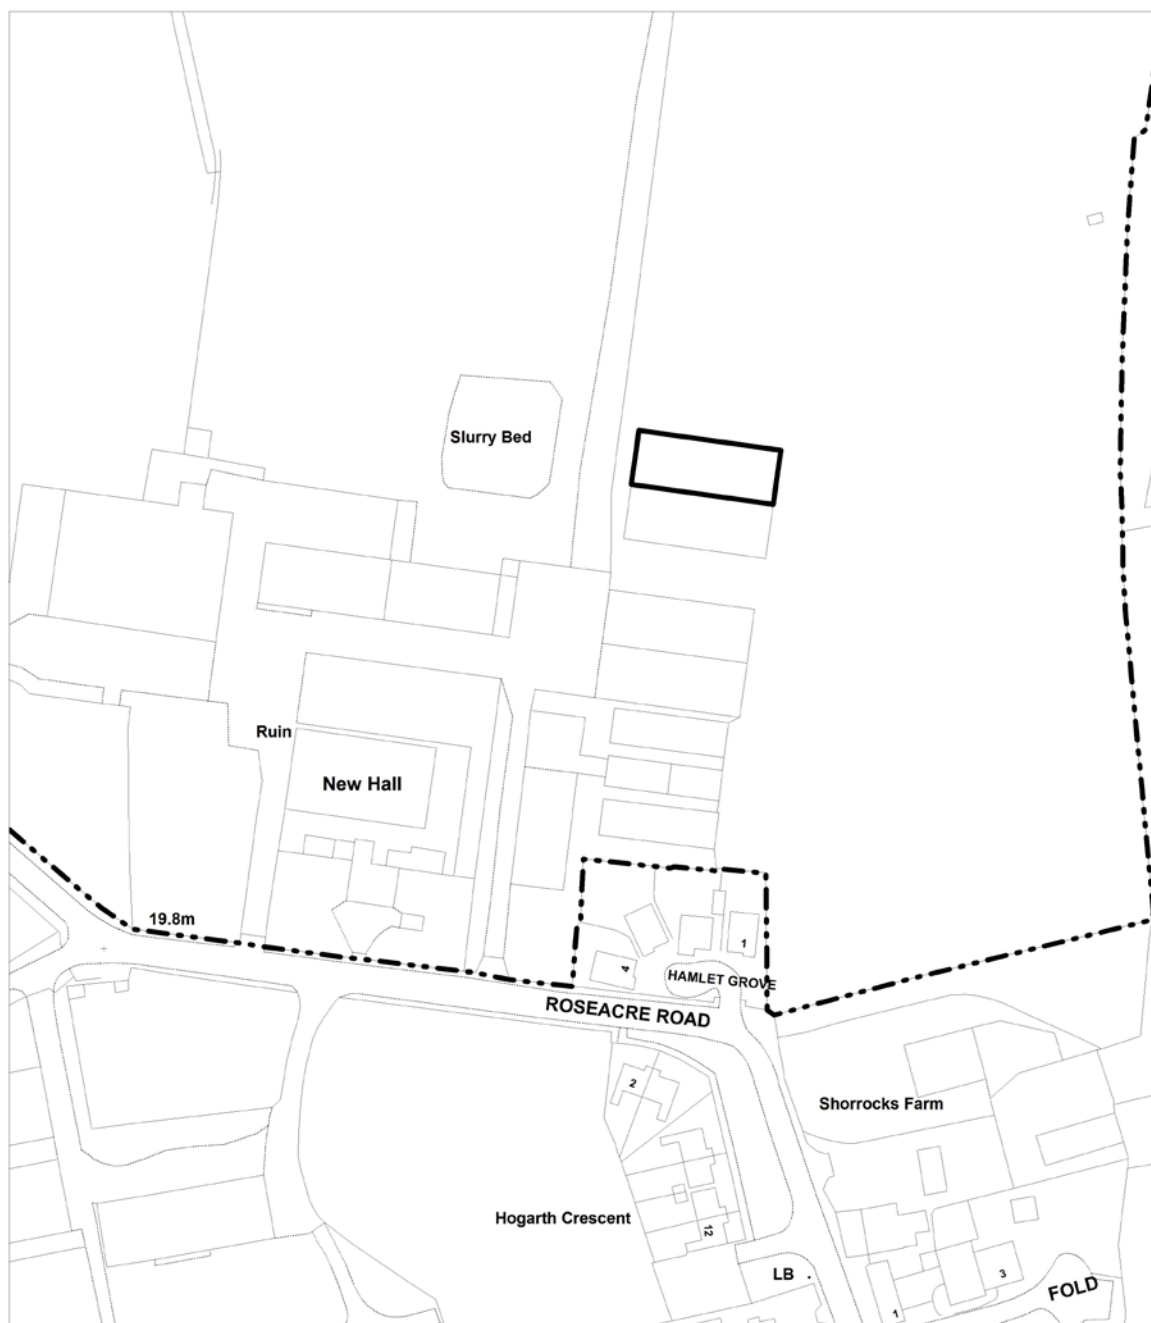 Slurry Bed
Ruin
New Hall
19.8m
1
4
HAMLET GROVE
ROSEACRE ROAD
2
Shorrocks Farm
Hogarth Crescent
12
LB
3
FOLD
1